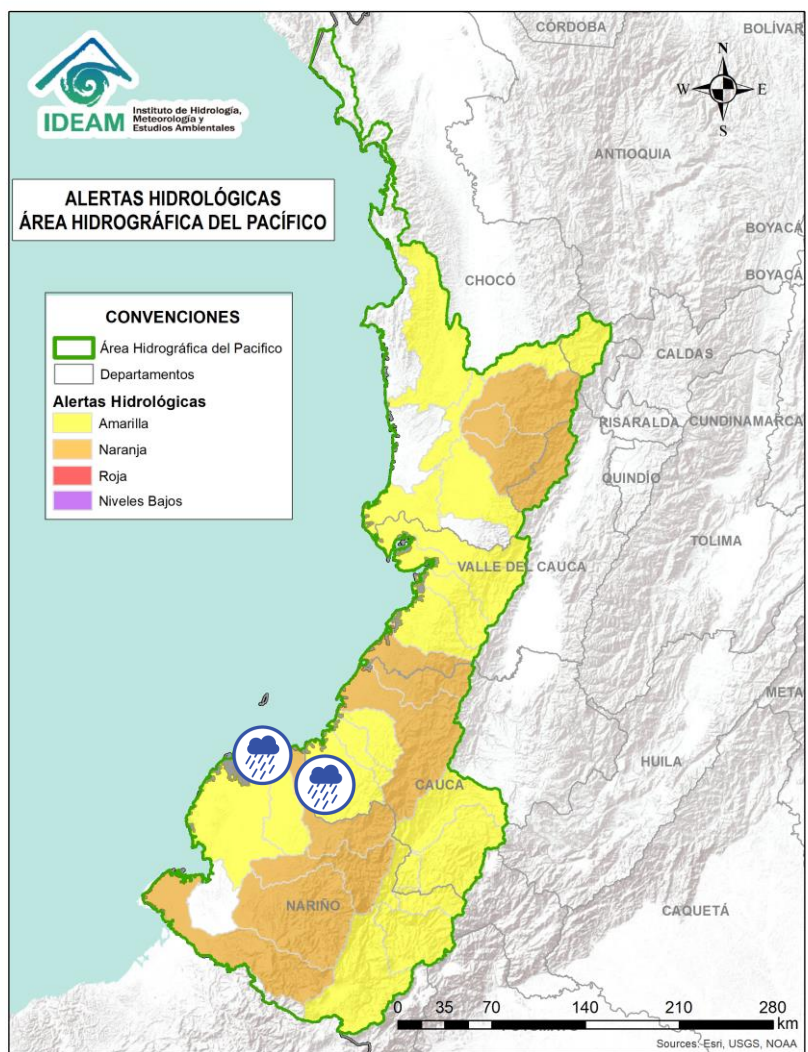 IDEAM
Instituto de Hidrología,
Meteorología y
Estudios Ambientales
CÓRDOBA
BOLÍVAR
N
W
E
S
ANTIOQUIA
ALERTAS HIDROLÓGICAS
ÁREA HIDROGRÁFICA DEL PACÍFICO
BOYACÁ
BOYACÁ
CHOCÓ
CONVENCIONES
Área Hidrográfica del Pacifico
Departamentos
Alertas Hidrológicas
Amarilla
Naranja
Roja
Niveles Bajos
CALDAS
RISARALDA
CUNDINAMARCA
QUINDÍO
TOLIMA
VALLE DEL CAUCA
META
HUILA
CAUCA
NARIÑO
CAQUETÁ
0 35 70 140 210 280
km
Sources: Esri, USGS, NOAA